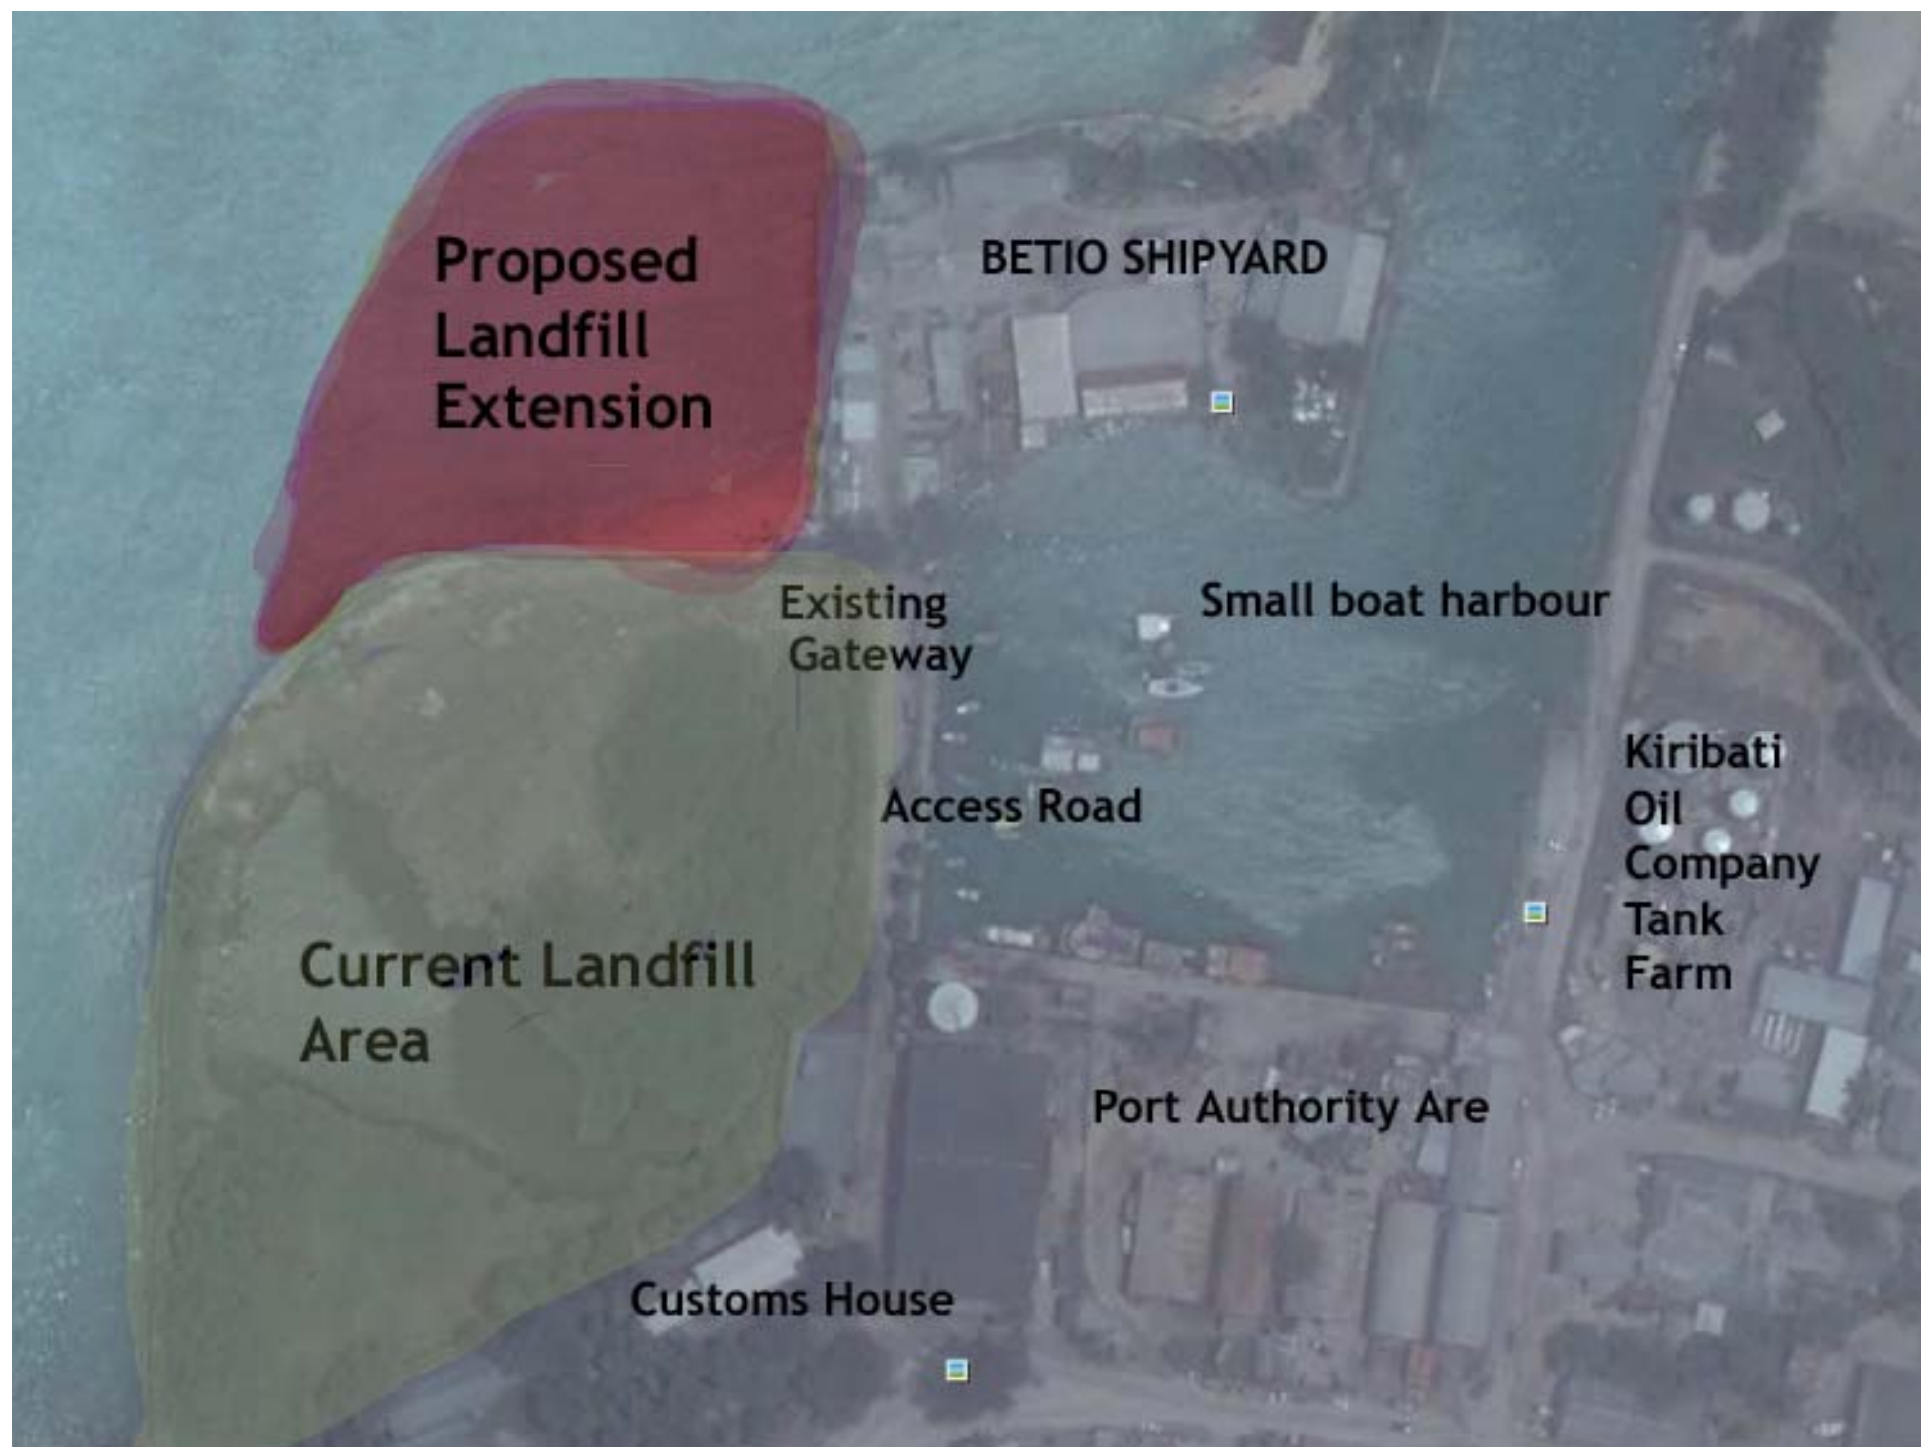 Proposed
Landfill
Extension
BETIO SHIPYARD
Existing
Gateway
Small boat harbour
Access Road
Kiribati
Oil
Company
Tank
Farm
Current Landfill
Area
Port Authority Are
Customs House